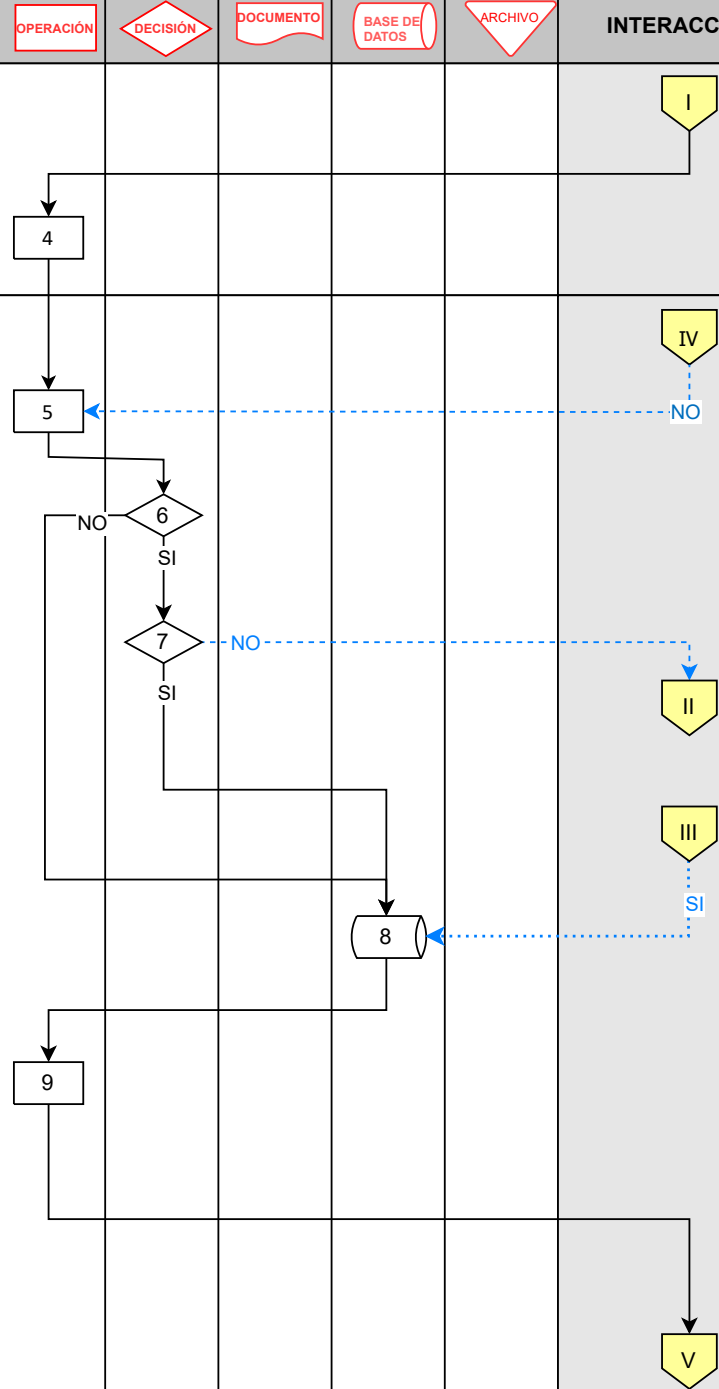 OPERACIÓN
DECISIÓN
DOCUMENTO
BASE DE
DATOS
ARCHIVO
INTERACC
I
4
IV
5
NO
6
NO
SI
7
NO
SI
II
III
SI
8
9
V